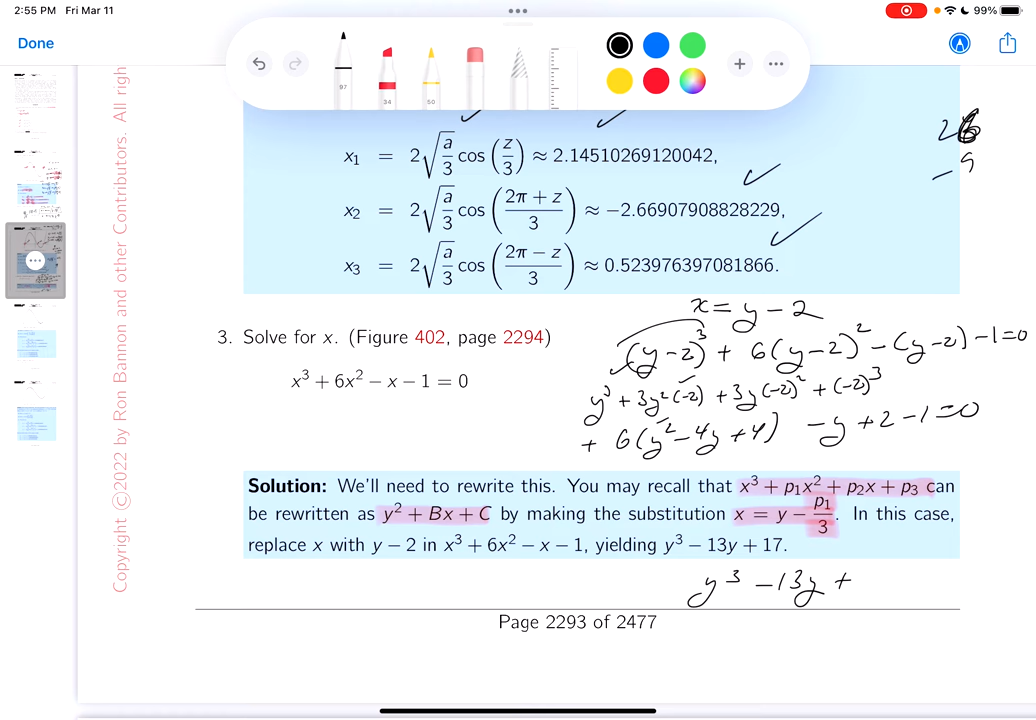 2:55 PM Fri Mar 11
99%
Done
97
34
50
x₁ = 2√(a/3) cos (z/3) ≈ 2.14510269120042,
x₂ = 2√(a/3) cos ((2π + z)/3) ≈ −2.66907908828229,
x₃ = 2√(a/3) cos ((2π − z)/3) ≈ 0.523976397081866.
x = y − 2
3. Solve for x. (Figure 402, page 2294)
(y−2)³ + 6(y−2)² − (y−2) − 1 = 0
x³ + 6x² − x − 1 = 0
y³ + 3y²(−2) + 3y(−2)² + (−2)³
+ 6(y² − 4y + 4) − y + 2 − 1 = 0
Solution: We'll need to rewrite this. You may recall that x³ + p₁x² + p₂x + p₃ can
be rewritten as y² + Bx + C by making the substitution x = y − p₁/3. In this case,
replace x with y − 2 in x³ + 6x² − x − 1, yielding y³ − 13y + 17.
y³ − 13y +
Page 2293 of 2477
Copyright ©2022 by Ron Bannon and other Contributors. All righ